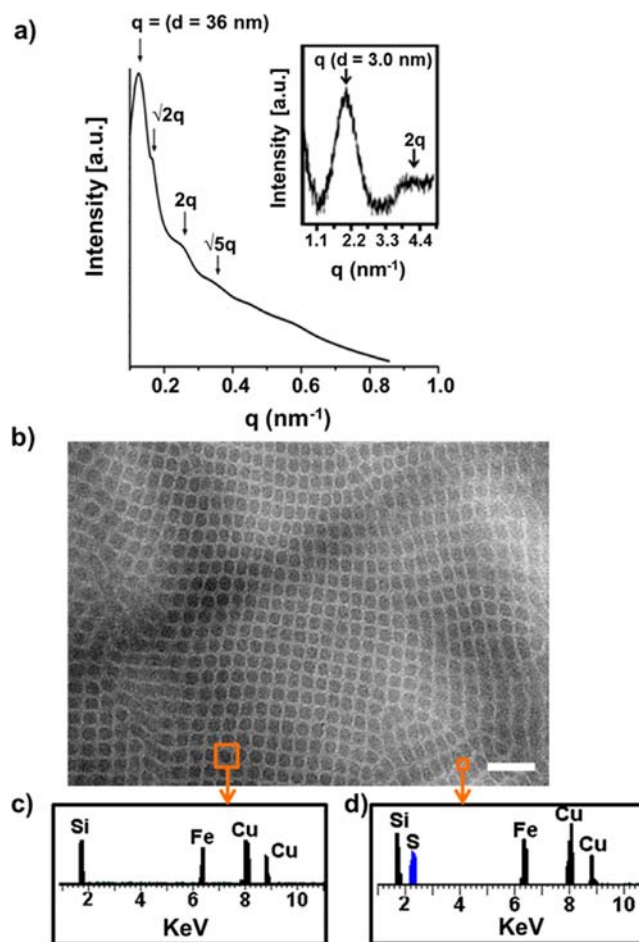 a)
q = (d = 36 nm)
√2q
2q
√5q
Intensity [a.u.]
0.2 0.4 0.6 0.8 1.0
q (nm⁻¹)
q (d = 3.0 nm)
2q
Intensity [a.u.]
1.1 2.2 3.3 4.4
q (nm⁻¹)
b)
c)
Si Fe Cu Cu
2 4 6 8 10
KeV
d)
Si S Fe Cu Cu
2 4 6 8 10
KeV